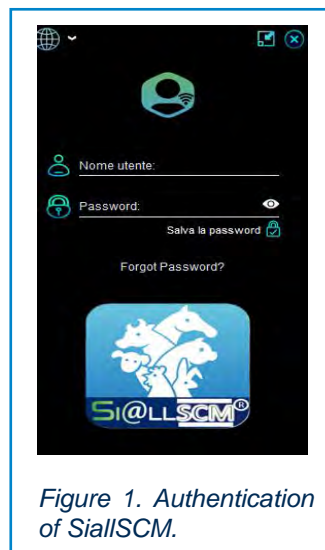 Nome utente:
Password:
Salva la password
Forgot Password?
Si@llSCM®
Figure 1. Authentication
of SiallSCM.